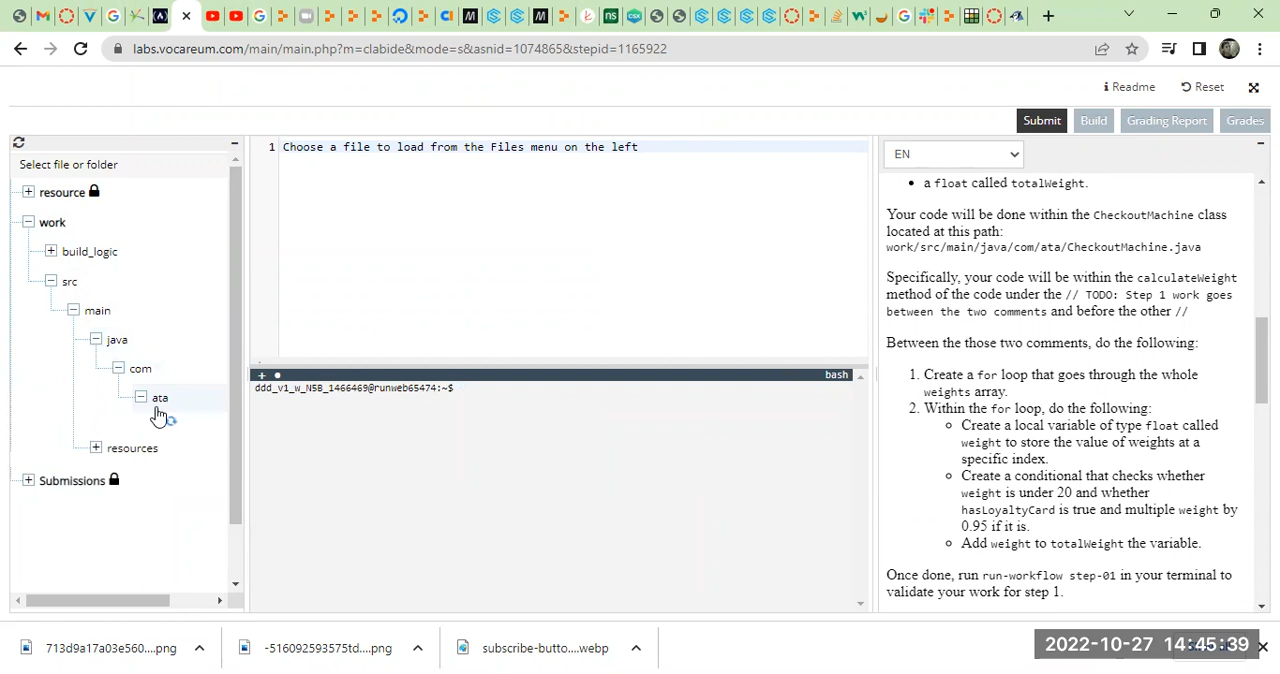 labs.vocareum.com/main/main.php?m=clabide&mode=s&asnid=1074865&stepid=1165922
Readme
Reset
Submit
Build
Grading Report
Grades
Select file or folder
resource
work
build_logic
src
main
java
com
ata
resources
Submissions
1 Choose a file to load from the Files menu on the left
bash
ddd_v1_w_N5B_1466469@runweb65474:~$
EN
• a float called totalWeight.
Your code will be done within the CheckoutMachine class
located at this path:
work/src/main/java/com/ata/CheckoutMachine.java
Specifically, your code will be within the calculateWeight
method of the code under the // TODO: Step 1 work goes
between the two comments and before the other //
Between the those two comments, do the following:
1. Create a for loop that goes through the whole
weights array.
2. Within the for loop, do the following:
Create a local variable of type float called
weight to store the value of weights at a
specific index.
Create a conditional that checks whether
weight is under 20 and whether
hasLoyaltyCard is true and multiple weight by
0.95 if it is.
Add weight to totalWeight the variable.
Once done, run run-workflow step-01 in your terminal to
validate your work for step 1.
713d9a17a03e560....png
-516092593575td....png
subscribe-butto....webp
2022-10-27 14:45:39